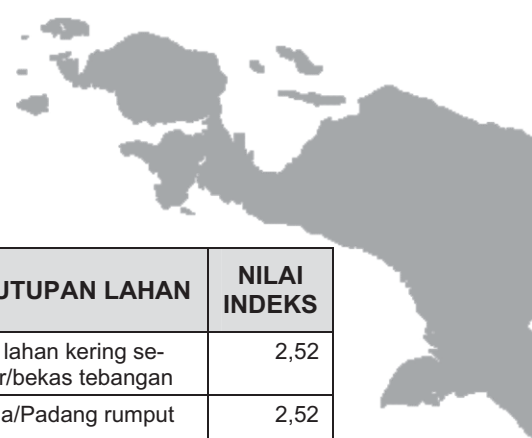 UTUPAN LAHAN
NILAI
INDEKS
lahan kering se-
r/bekas tebangan
2,52
a/Padang rumput
2,52